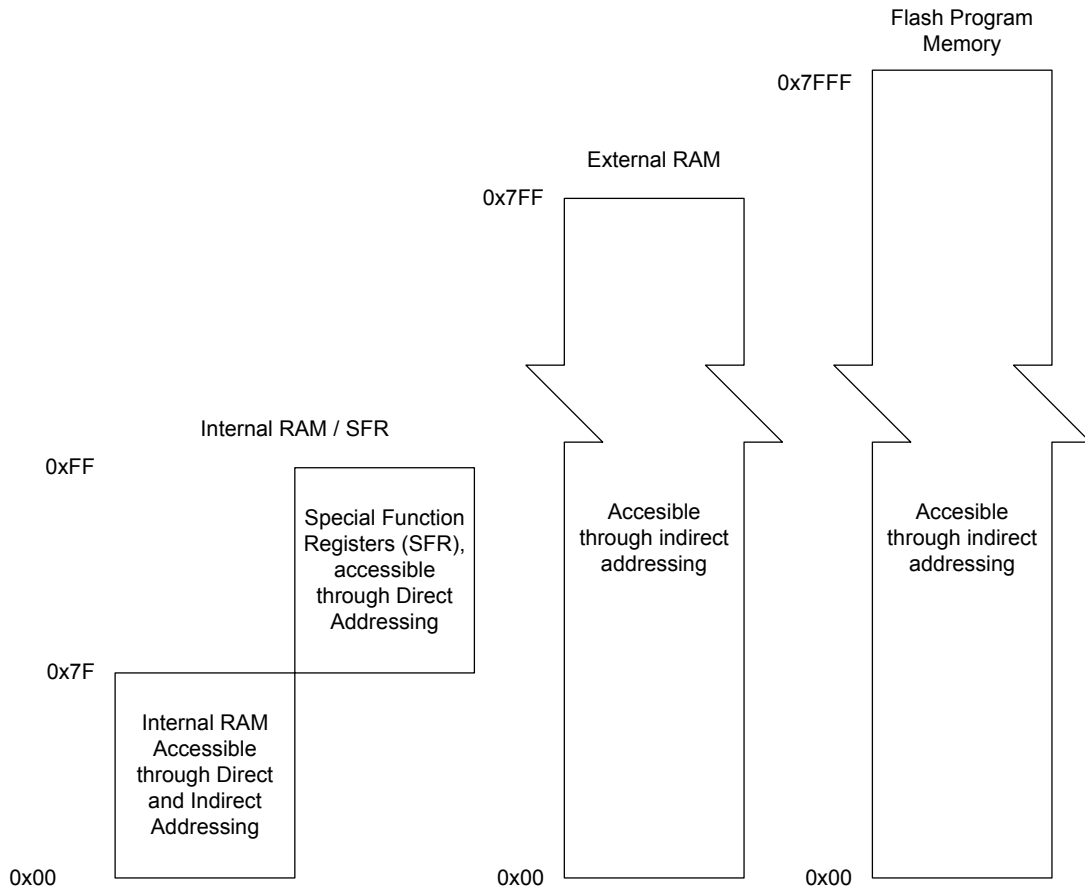 Flash Program
Memory
0x7FFF
External RAM
0x7FF
Internal RAM / SFR
0xFF
Special Function
Registers (SFR),
accessible
through Direct
Addressing
Accesible
through indirect
addressing
Accesible
through indirect
addressing
0x7F
Internal RAM
Accessible
through Direct
and Indirect
Addressing
0x00
0x00
0x00